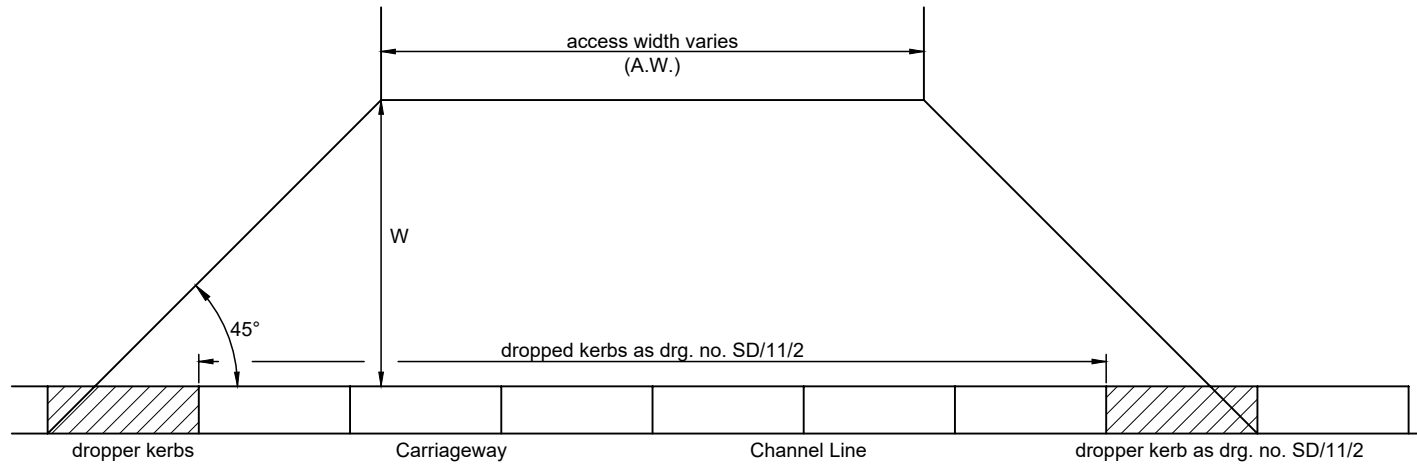 access width varies
(A.W.)
W
45°
dropped kerbs as drg. no. SD/11/2
dropper kerbs
Carriageway
Channel Line
dropper kerb as drg. no. SD/11/2